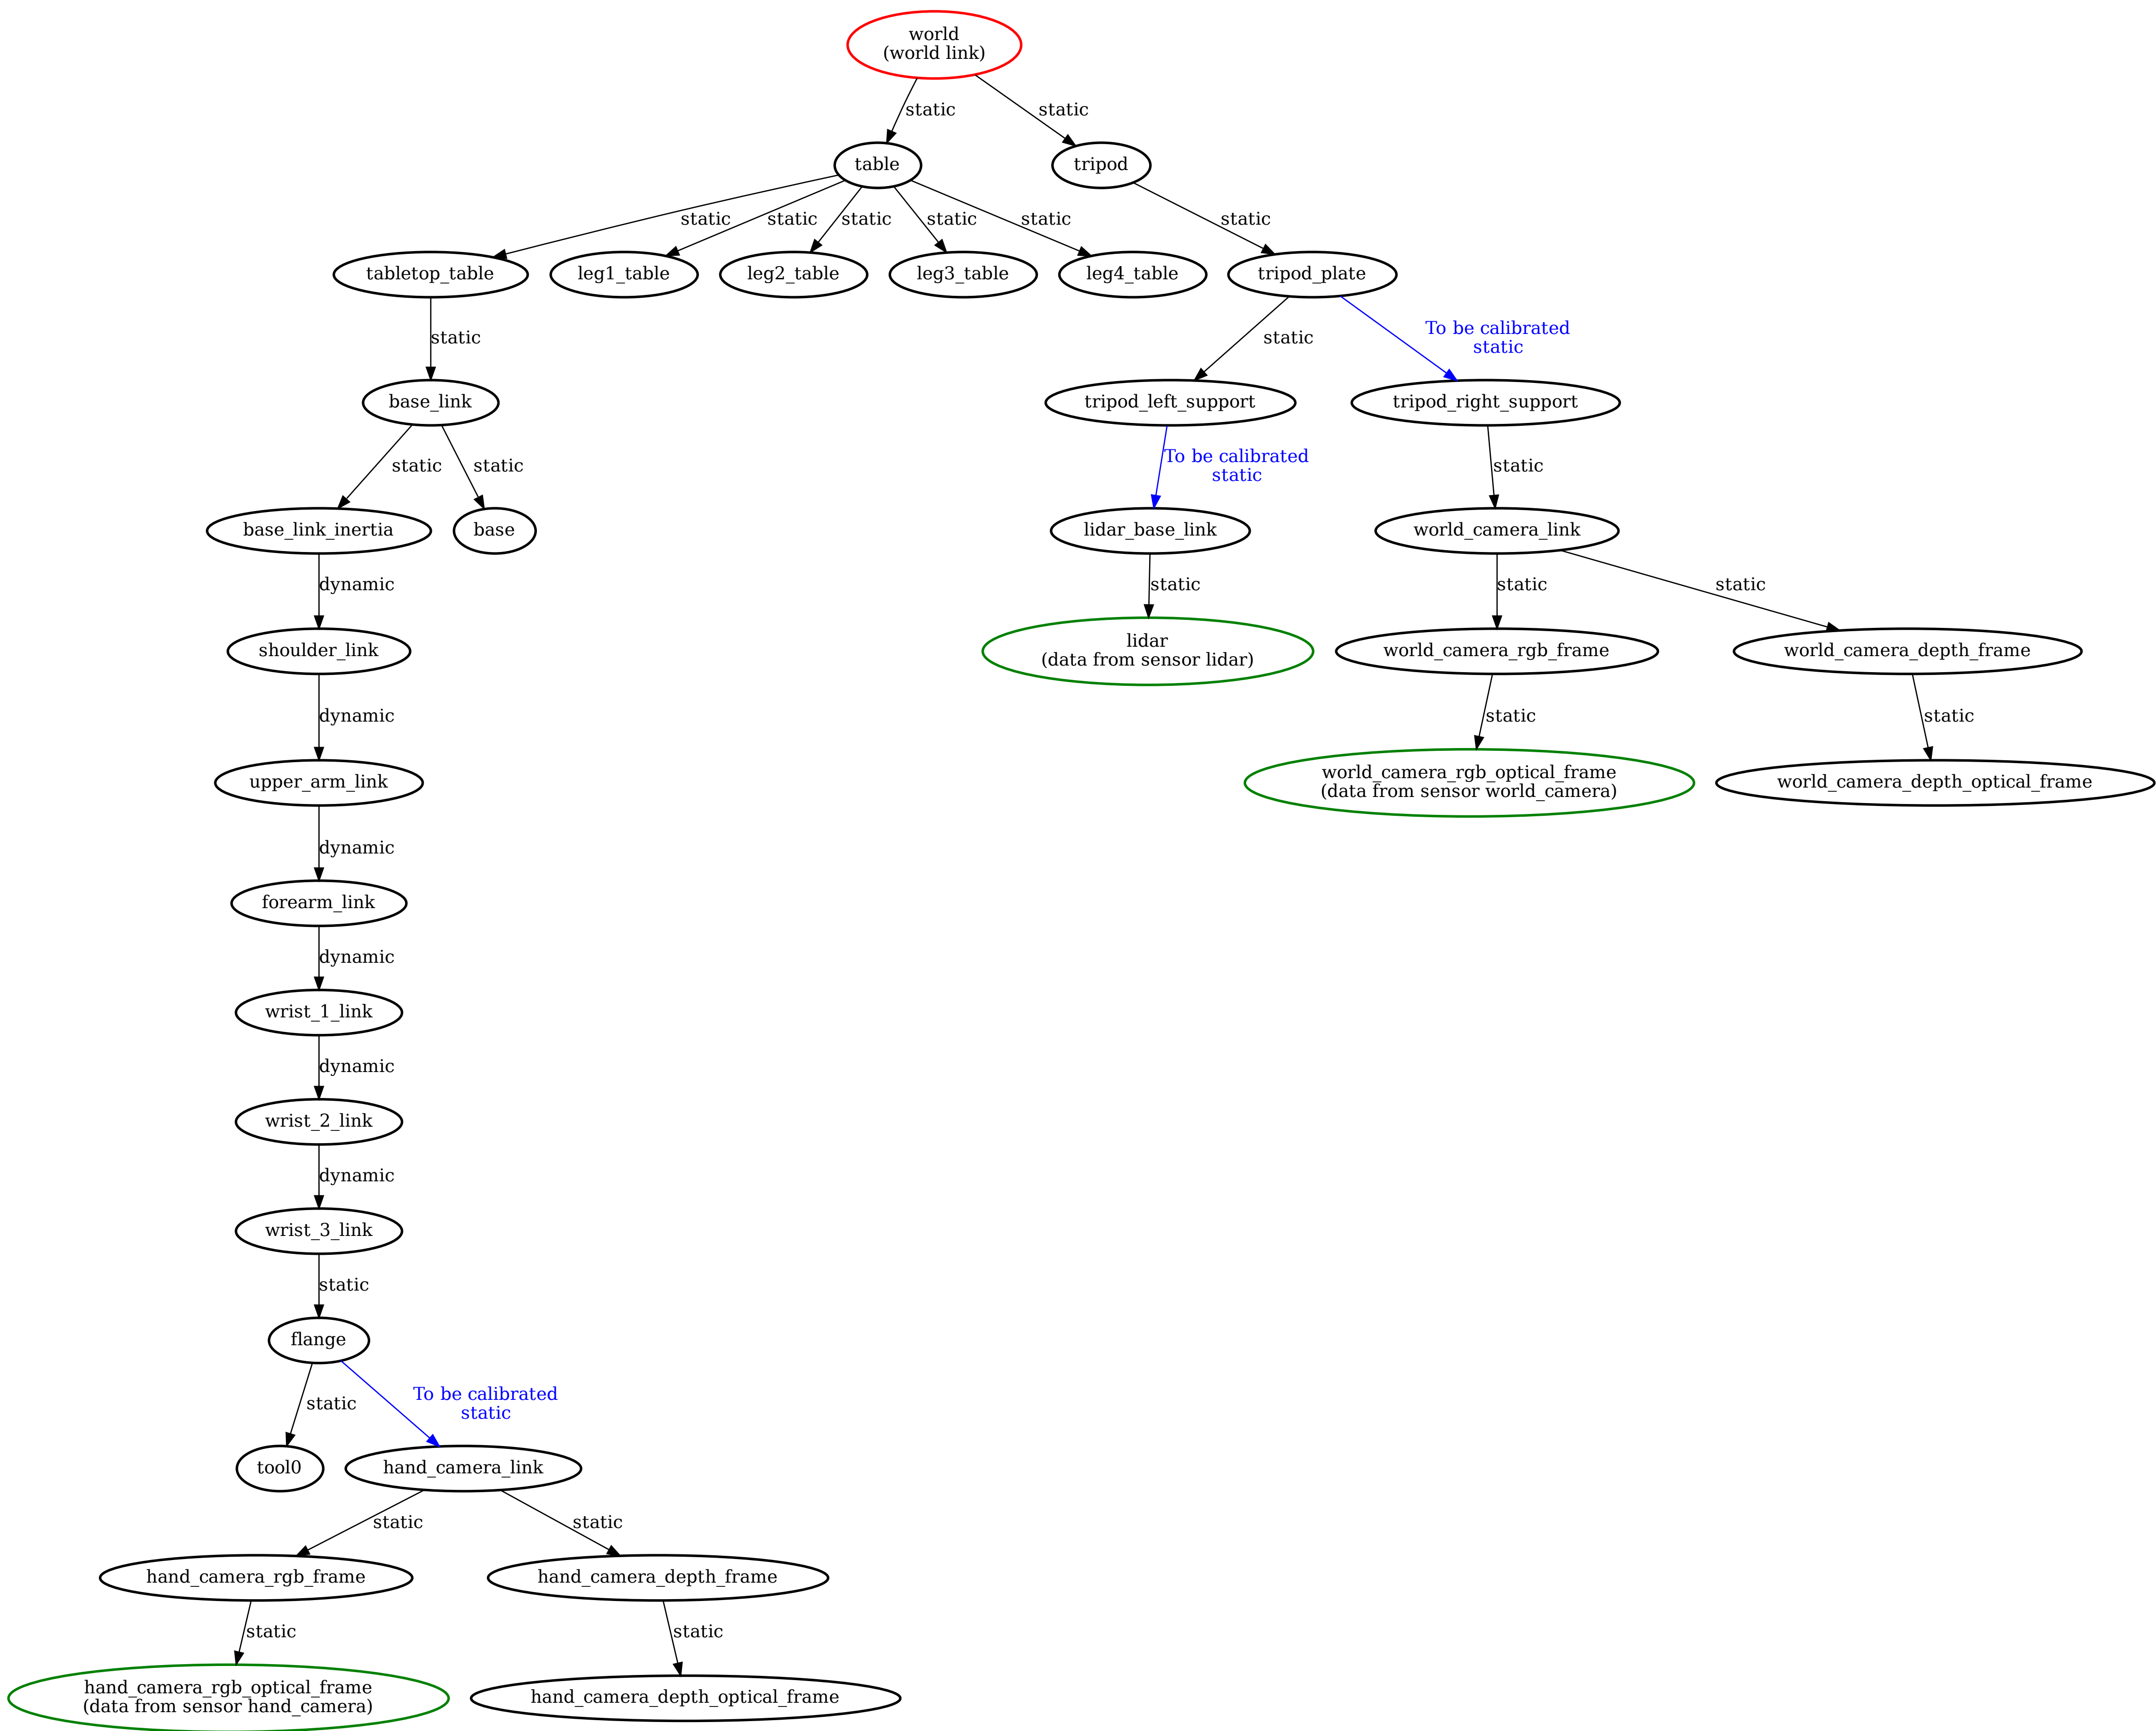 world
(world link)
static
static
table
tripod
static
static
static
static
static
static
tabletop_table
leg1_table
leg2_table
leg3_table
leg4_table
tripod_plate
static
static
To be calibrated
static
base_link
tripod_left_support
tripod_right_support
static
static
To be calibrated
static
static
base_link_inertia
base
lidar_base_link
world_camera_link
dynamic
static
static
static
shoulder_link
lidar
(data from sensor lidar)
world_camera_rgb_frame
world_camera_depth_frame
dynamic
static
static
upper_arm_link
world_camera_rgb_optical_frame
(data from sensor world_camera)
world_camera_depth_optical_frame
dynamic
forearm_link
dynamic
wrist_1_link
dynamic
wrist_2_link
dynamic
wrist_3_link
static
flange
static
To be calibrated
static
tool0
hand_camera_link
static
static
hand_camera_rgb_frame
hand_camera_depth_frame
static
static
hand_camera_rgb_optical_frame
(data from sensor hand_camera)
hand_camera_depth_optical_frame